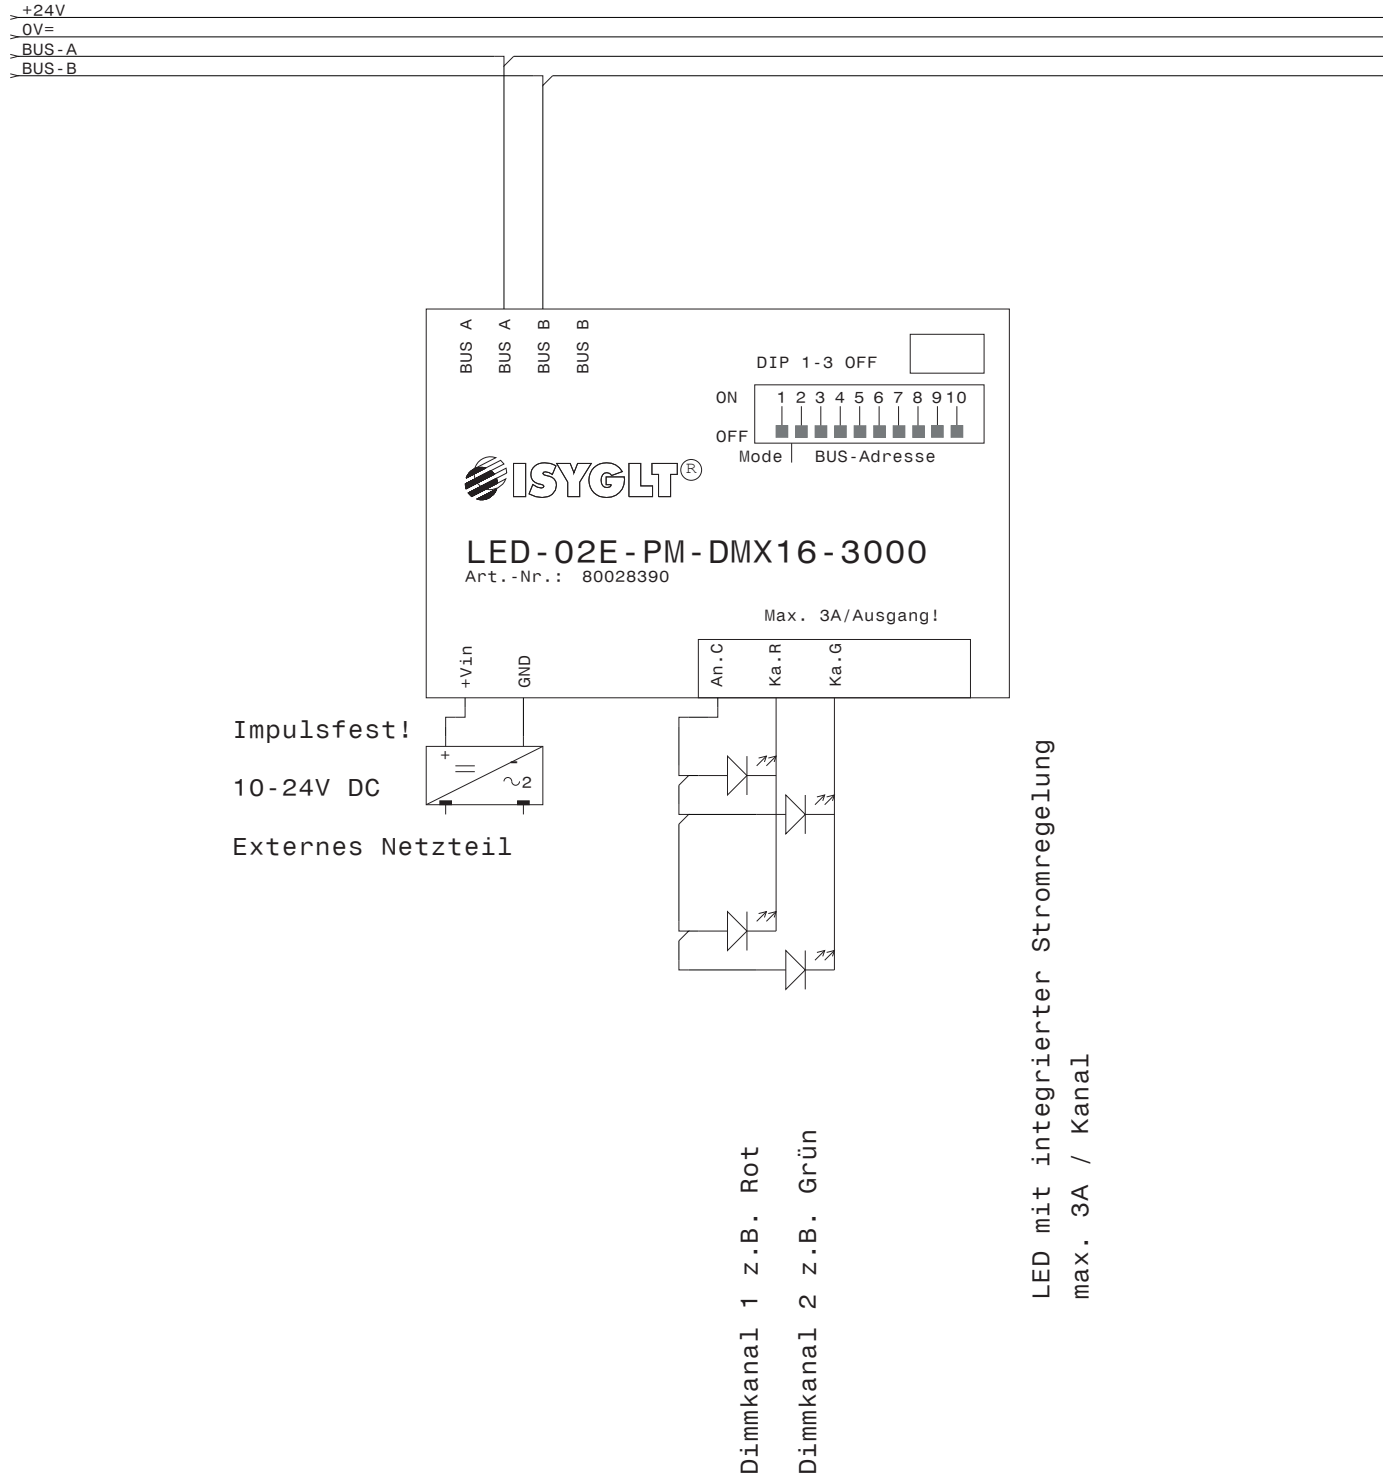 +24V
0V=
BUS-A
BUS-B
BUS A
BUS A
BUS B
BUS B
DIP 1-3 OFF
ON
1 2 3 4 5 6 7 8 9 10
OFF
Mode
BUS-Adresse
ISYGLT®
LED-02E-PM-DMX16-3000
Art.-Nr.: 80028390
Max. 3A/Ausgang!
+Vin
GND
An.C
Ka.R
Ka.G
Impulsfest!
+
-
2
10-24V DC
Externes Netzteil
LED mit integrierter Stromregelung
max. 3A / Kanal
Dimmkanal 1 z.B. Rot
Dimmkanal 2 z.B. Grün